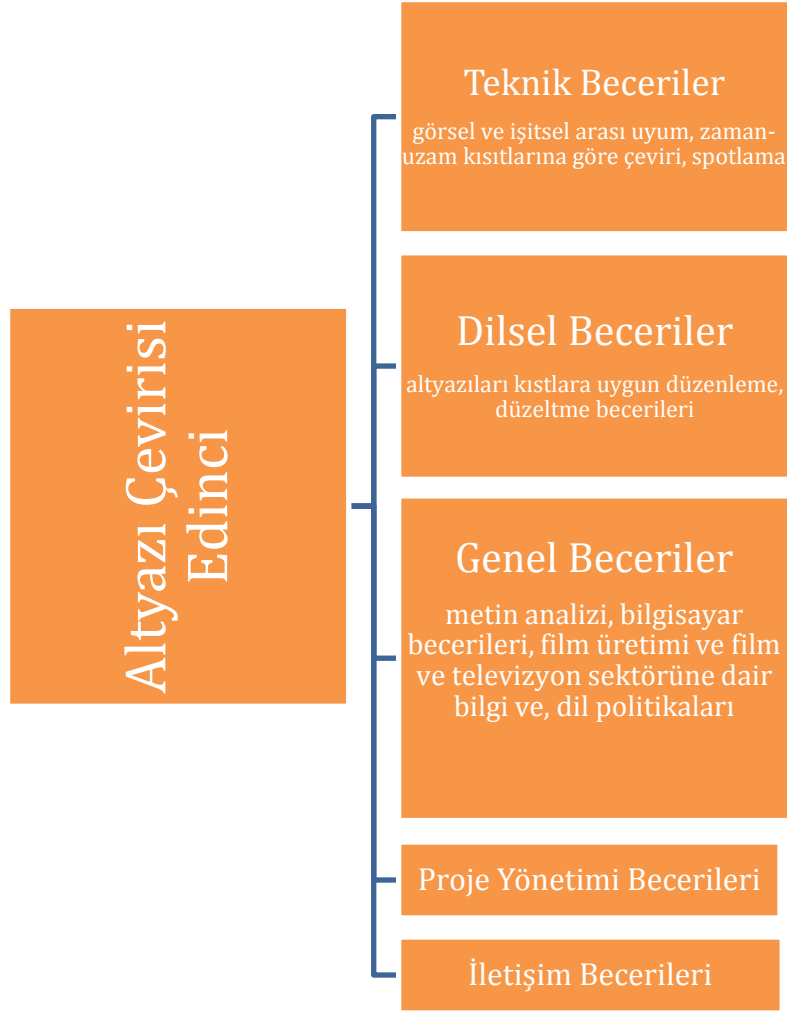 Altyazı Çevirisi
Edinci
Teknik Beceriler
görsel ve işitsel arası uyum, zaman-
uzam kısıtlarına göre çeviri, spotlama
Dilsel Beceriler
altyazıları kıstlara uygun düzenleme,
düzeltme becerileri
Genel Beceriler
metin analizi, bilgisayar
becerileri, film üretimi ve film
ve televizyon sektörüne dair
bilgi ve, dil politikaları
Proje Yönetimi Becerileri
İletişim Becerileri